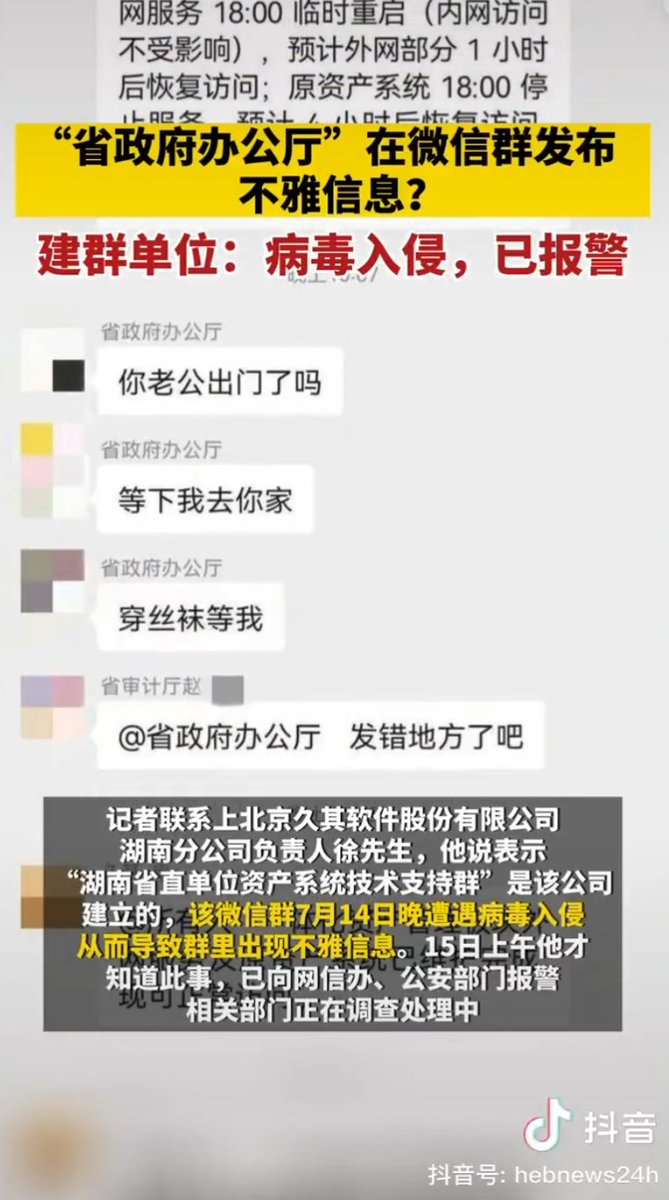 网服务 18:00 临时重启（内网访问
不受影响），预计外网部分 1 小时
后恢复访问；原资产系统 18:00 停
止服务，预计 4 小时后恢复访问
“省政府办公厅”在微信群发布
不雅信息？
建群单位：病毒入侵，已报警
省政府办公厅
你老公出门了吗
省政府办公厅
等下我去你家
省政府办公厅
穿丝袜等我
省审计厅赵
@省政府办公厅 发错地方了吧
记者联系上北京久其软件股份有限公司
湖南分公司负责人徐先生，他说表示
“湖南省直单位资产系统技术支持群”是该公司
建立的，该微信群7月14日晚遭遇病毒入侵
从而导致群里出现不雅信息。15日上午他才
知道此事，已向网信办、公安部门报警
相关部门正在调查处理中
抖音
抖音号: hebnews24h